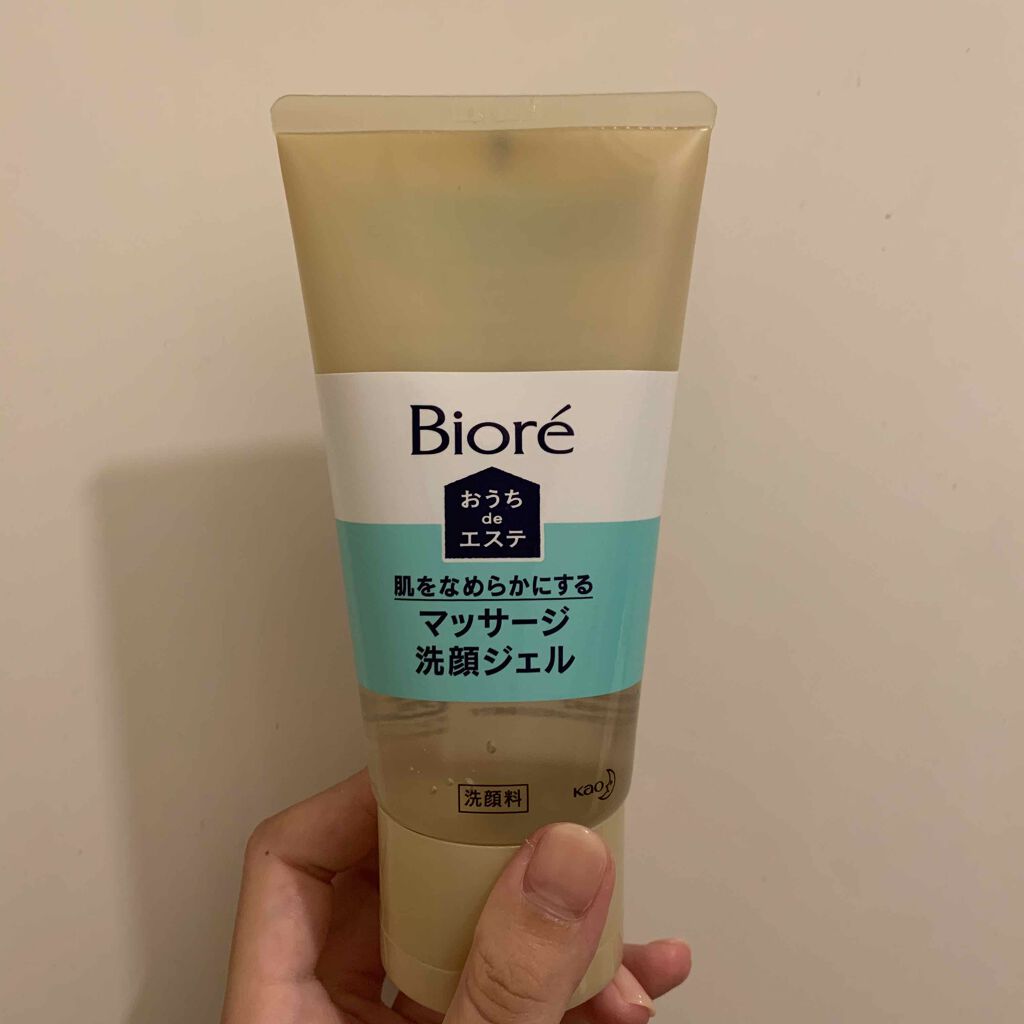 Bioré
おうち
de
エステ
肌をなめらかにする
マッサージ
洗顔ジェル
洗顔料
Kao